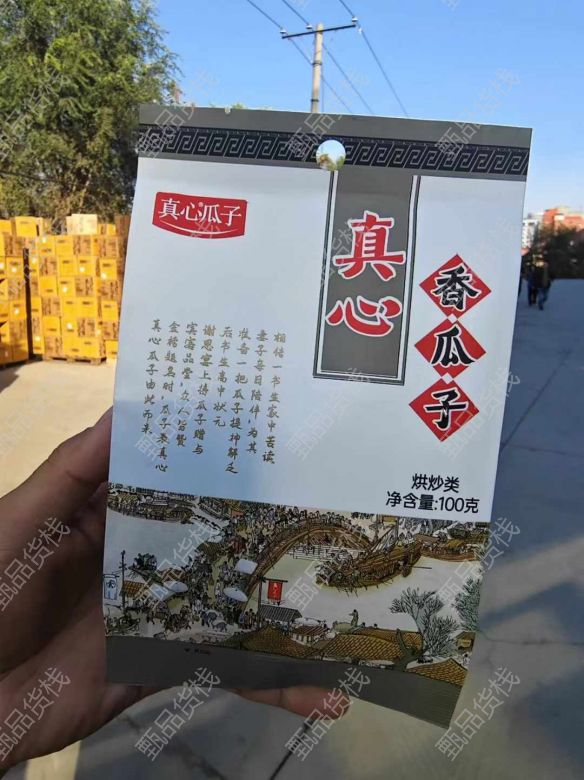 真心瓜子
真心
香瓜子
相传一书生家中苦读
妻子每日陪伴，为其
准备一把瓜子提神解乏
后书生高中状元
谢恩宴上将瓜子赠与
宾客品尝，众人皆赞
金榜题名时，瓜子表真心
真心瓜子由此而来
烘炒类
净含量:100克
真心
甄品货栈